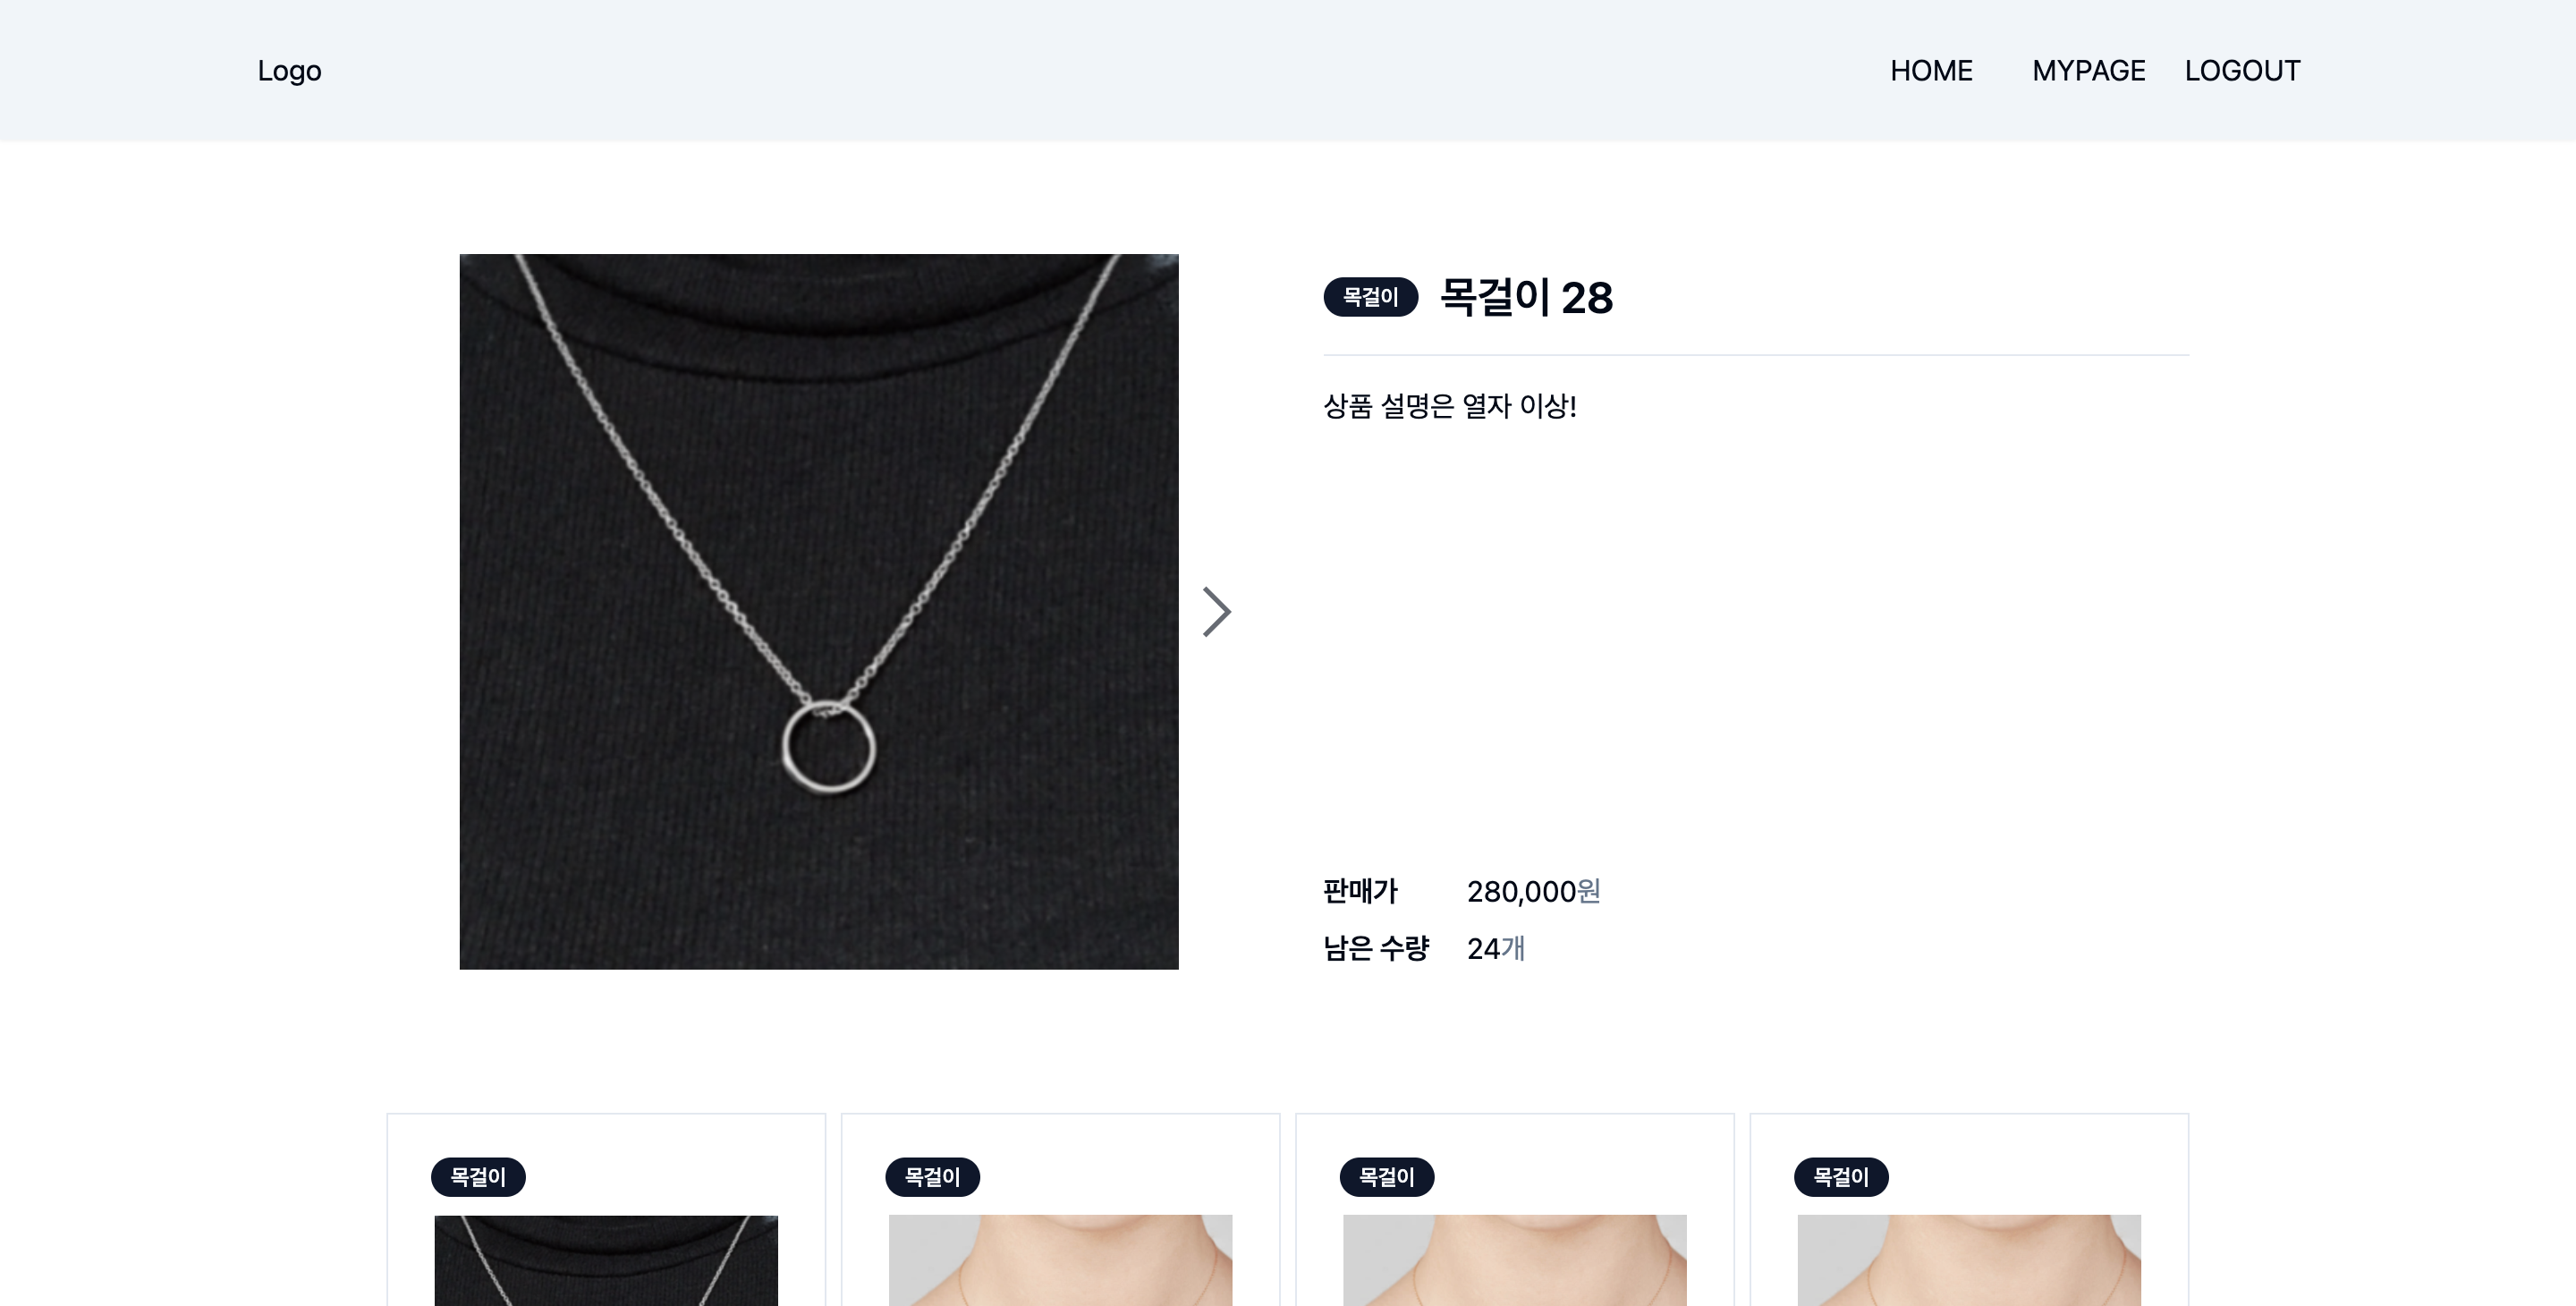 Logo HOME MYPAGE LOGOUT
목걸이 목걸이 28
상품 설명은 열자 이상!
판매가 280,000원
남은 수량 24개
목걸이 목걸이 목걸이 목걸이